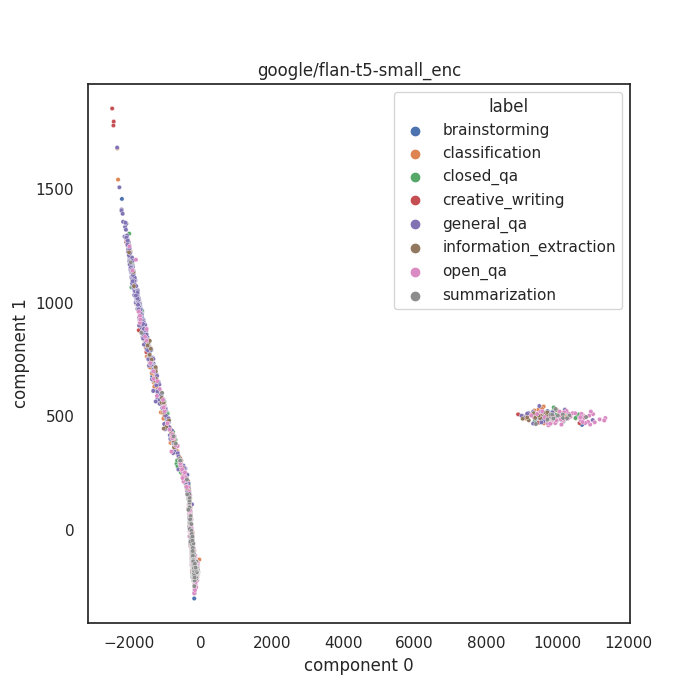 google/flan-t5-small_enc
label
brainstorming
classification
closed_qa
creative_writing
general_qa
information_extraction
open_qa
summarization
1500
1000
500
0
component 1
−2000 0 2000 4000 6000 8000 10000 12000
component 0